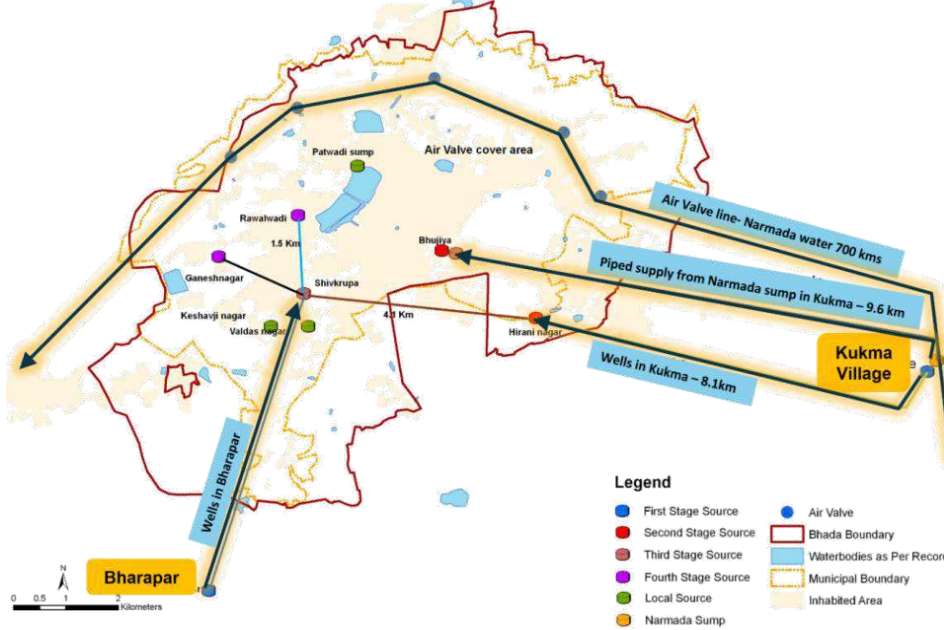 Patwadi sump
Air Valve cover area
Rawalwadi
1.5 Km
Bhujiya
Ganeshnagar
Shivkrupa
Keshavji nagar
Valdas nagar
4.1 Km
Hirani nagar
Air Valve line- Narmada water 700 kms
Piped supply from Narmada sump in Kukma – 9.6 km
Wells in Kukma – 8.1km
Kukma
Village
Wells in Bharapar
Bharapar
N
0 0.5 1 2
Kilometers
Legend
First Stage Source
Second Stage Source
Third Stage Source
Fourth Stage Source
Local Source
Narmada Sump
Air Valve
Bhada Boundary
Waterbodies as Per Record
Municipal Boundary
Inhabited Area